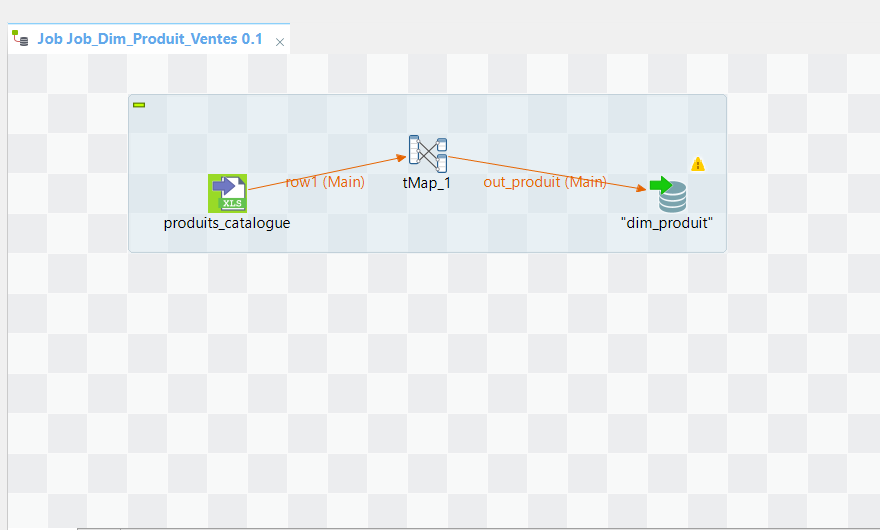 Job Job_Dim_Produit_Ventes 0.1
row1 (Main)
tMap_1
out_produit (Main)
XLS
produits_catalogue
"dim_produit"